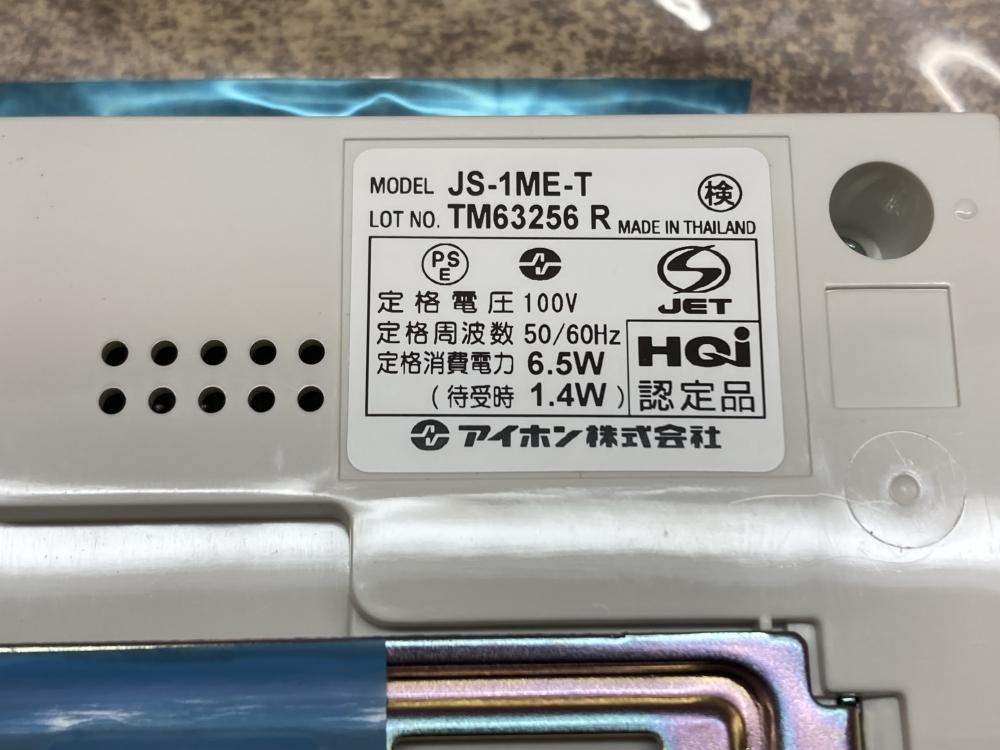 MODEL JS-1ME-T
検
LOT NO. TM63256 R MADE IN THAILAND
PSE
JET
定格電圧 100V
定格周波数 50/60Hz
定格消費電力 6.5W
(待受時 1.4W)
HQi
認定品
アイホン株式会社